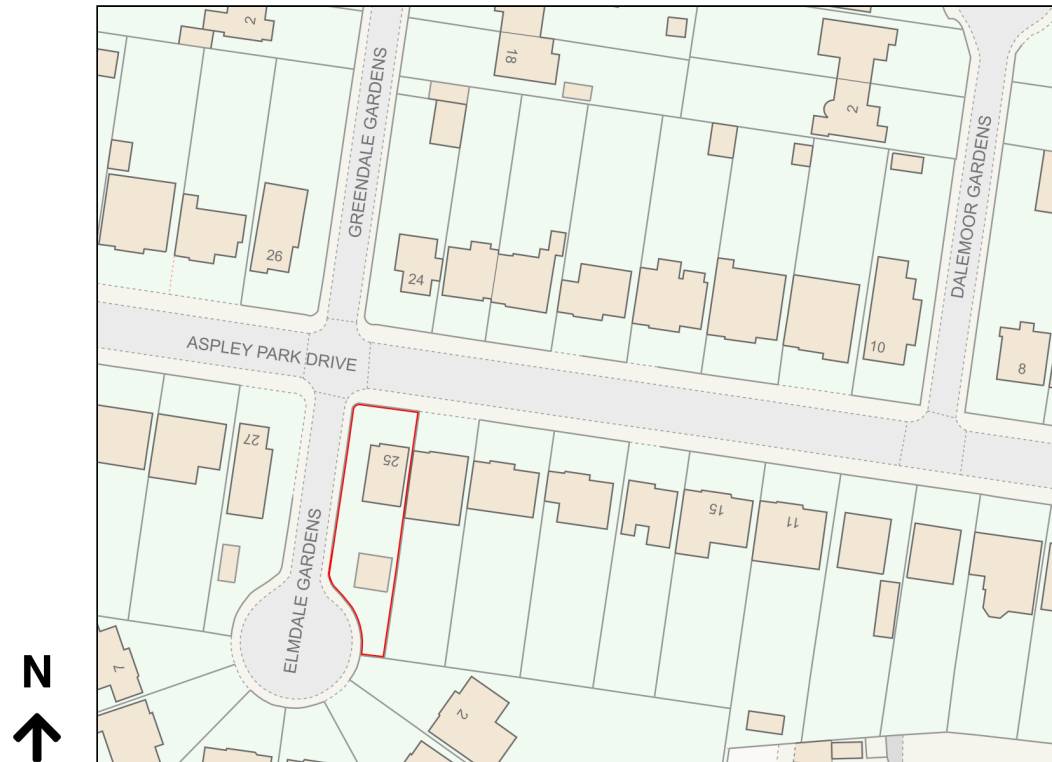 2
18
2
GREENDALE GARDENS
DALEMOOR GARDENS
26
24
10
8
ASPLEY PARK DRIVE
27
25
15
11
ELMDALE GARDENS
7
2
N